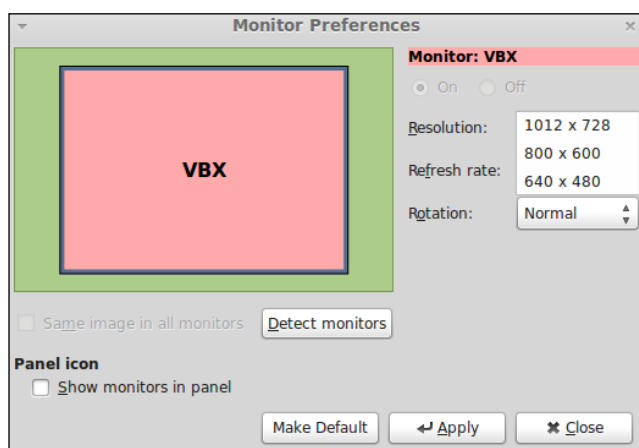 Monitor Preferences
VBX
Monitor: VBX
On Off
Resolution:
1012 x 728
800 x 600
640 x 480
Refresh rate:
Rotation: Normal
Same image in all monitors Detect monitors
Panel icon
Show monitors in panel
Make Default Apply Close